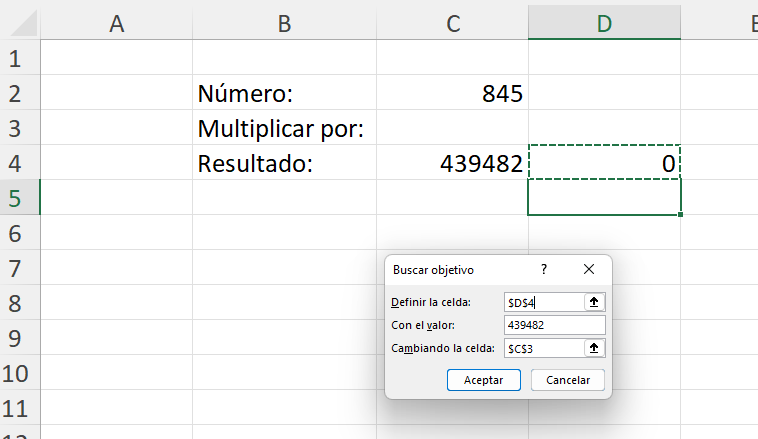 A B C D E
1
2 Número: 845
3 Multiplicar por:
4 Resultado: 439482 0
5
6
7
Buscar objetivo ?
8
Definir la celda: $D$4
9
Con el valor: 439482
Cambiando la celda: $C$3
10
Aceptar Cancelar
11
12